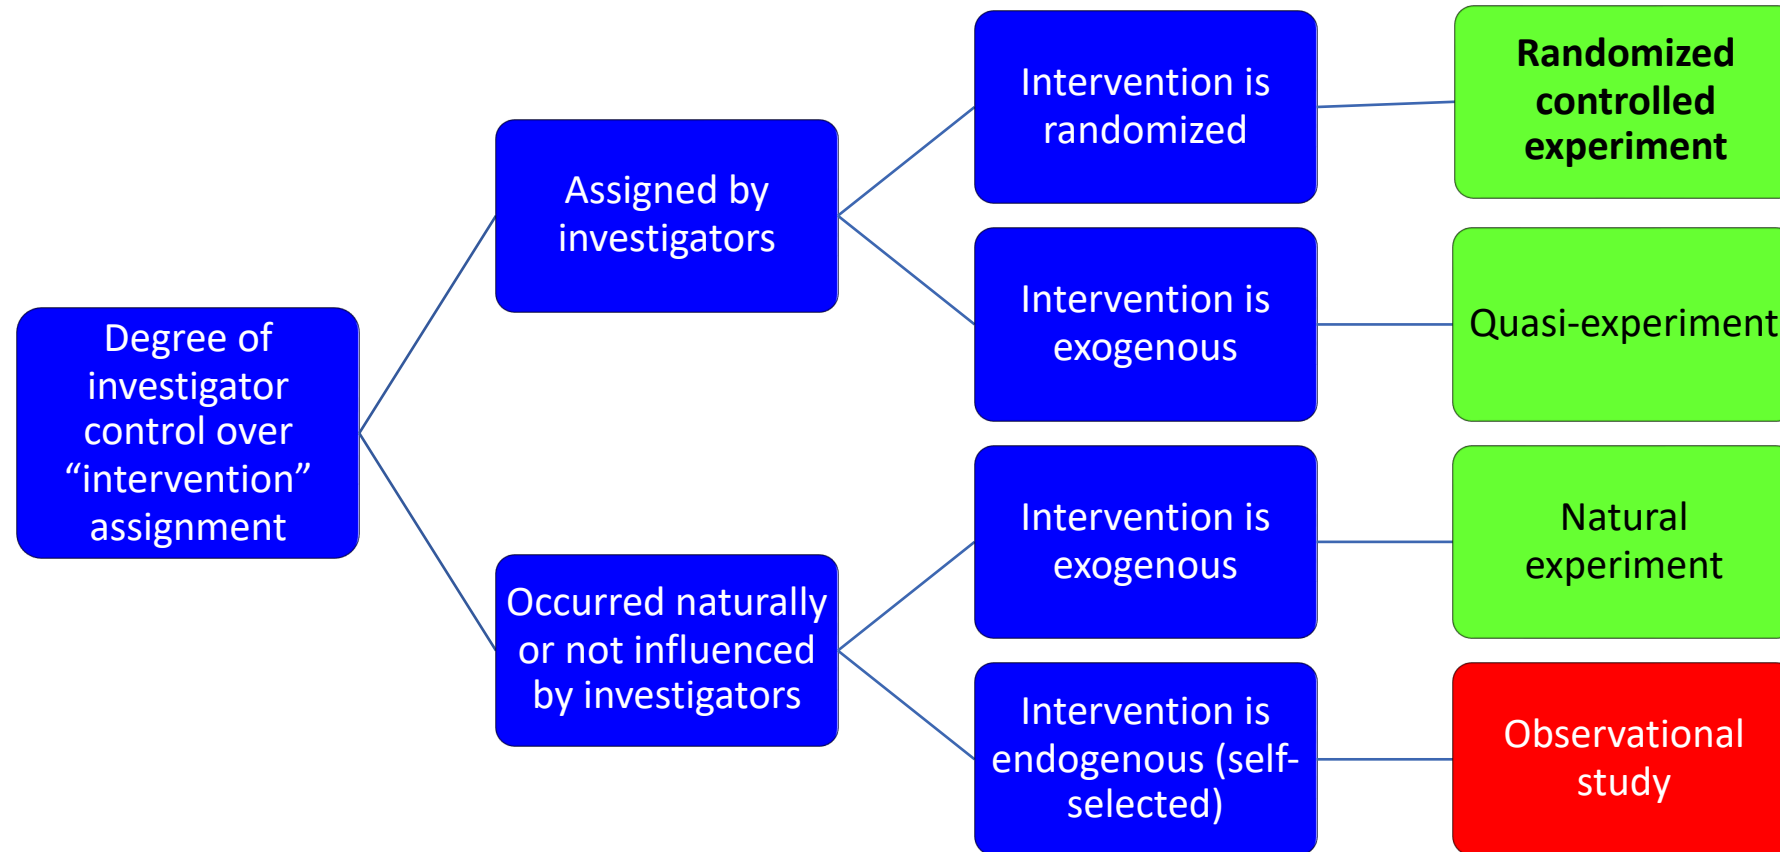 Degree of
investigator
control over
“intervention”
assignment
Assigned by
investigators
Occurred naturally
or not influenced
by investigators
Intervention is
randomized
Intervention is
exogenous
Intervention is
exogenous
Intervention is
endogenous (self-
selected)
Randomized
controlled
experiment
Quasi-experiment
Natural
experiment
Observational
study